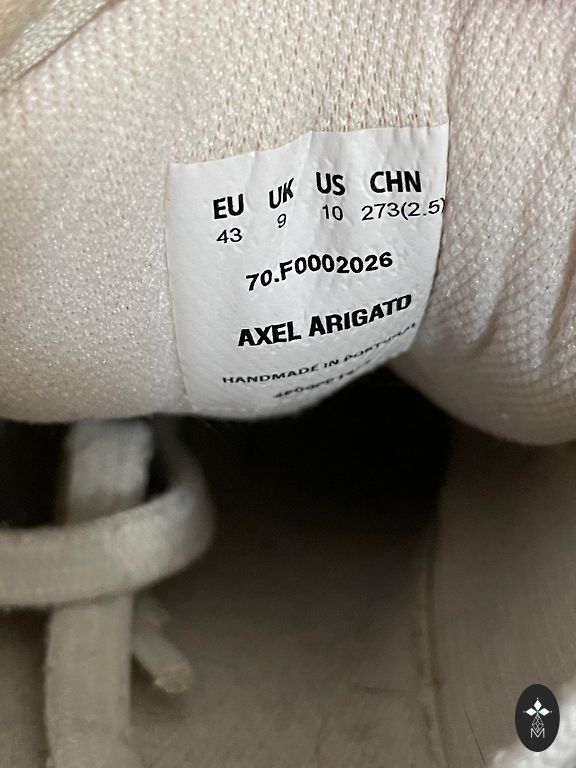 EU UK US CHN
43 9 10 273(2.5)
70.F0002026
AXEL ARIGATO
HANDMADE IN PORTUGAL
M